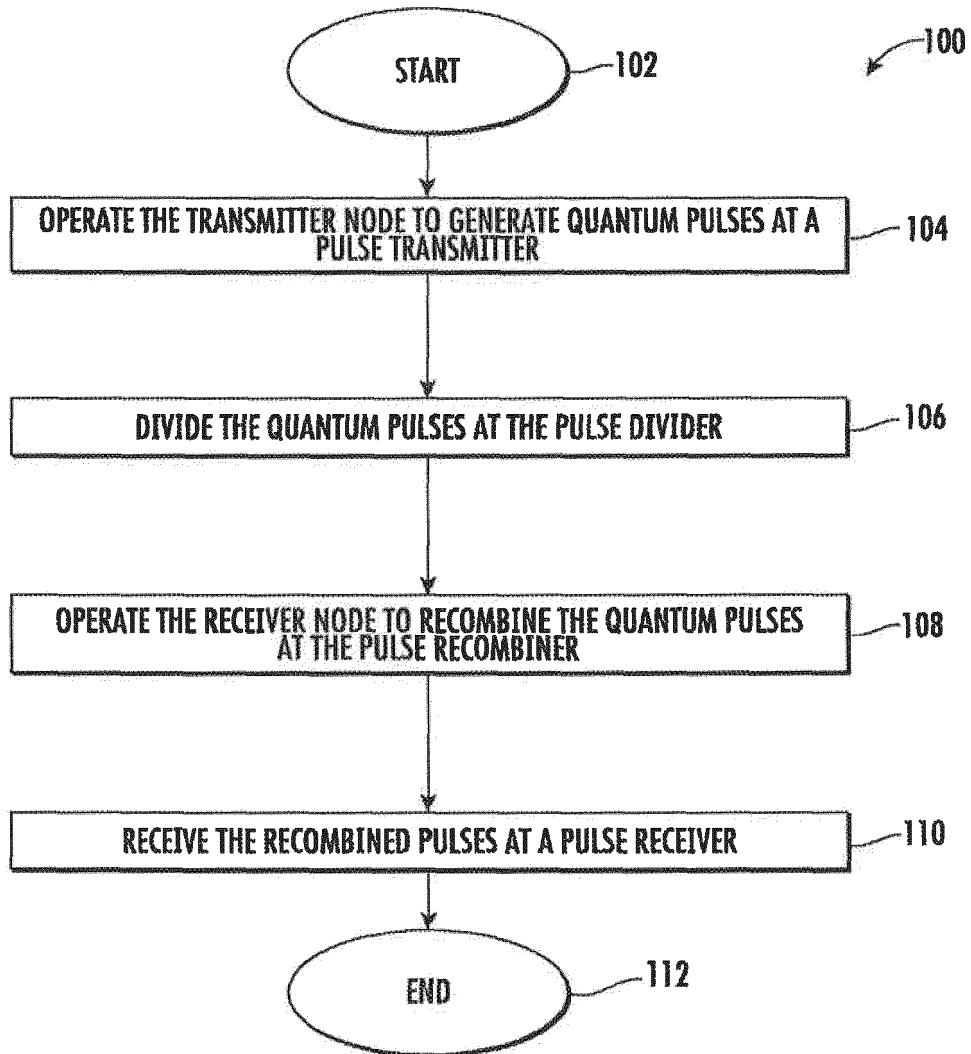 START
102
100
OPERATE THE TRANSMITTER NODE TO GENERATE QUANTUM PULSES AT A
PULSE TRANSMITTER
104
DIVIDE THE QUANTUM PULSES AT THE PULSE DIVIDER
106
OPERATE THE RECEIVER NODE TO RECOMBINE THE QUANTUM PULSES
AT THE PULSE RECOMBINER
108
RECEIVE THE RECOMBINED PULSES AT A PULSE RECEIVER
110
END
112